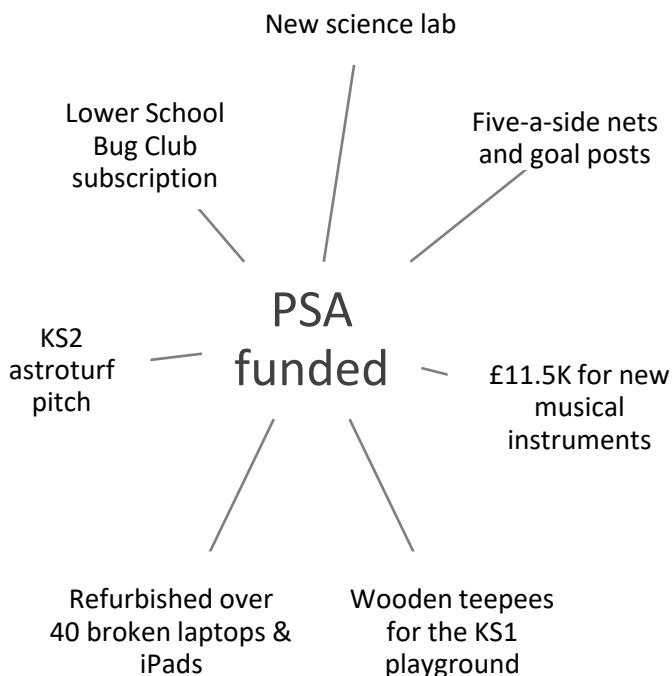 New science lab
Lower School
Bug Club
subscription
Five-a-side nets
and goal posts
PSA
funded
KS2
astroturf
pitch
£11.5K for new
musical
instruments
Refurbished over
40 broken laptops &
iPads
Wooden teepees
for the KS1
playground